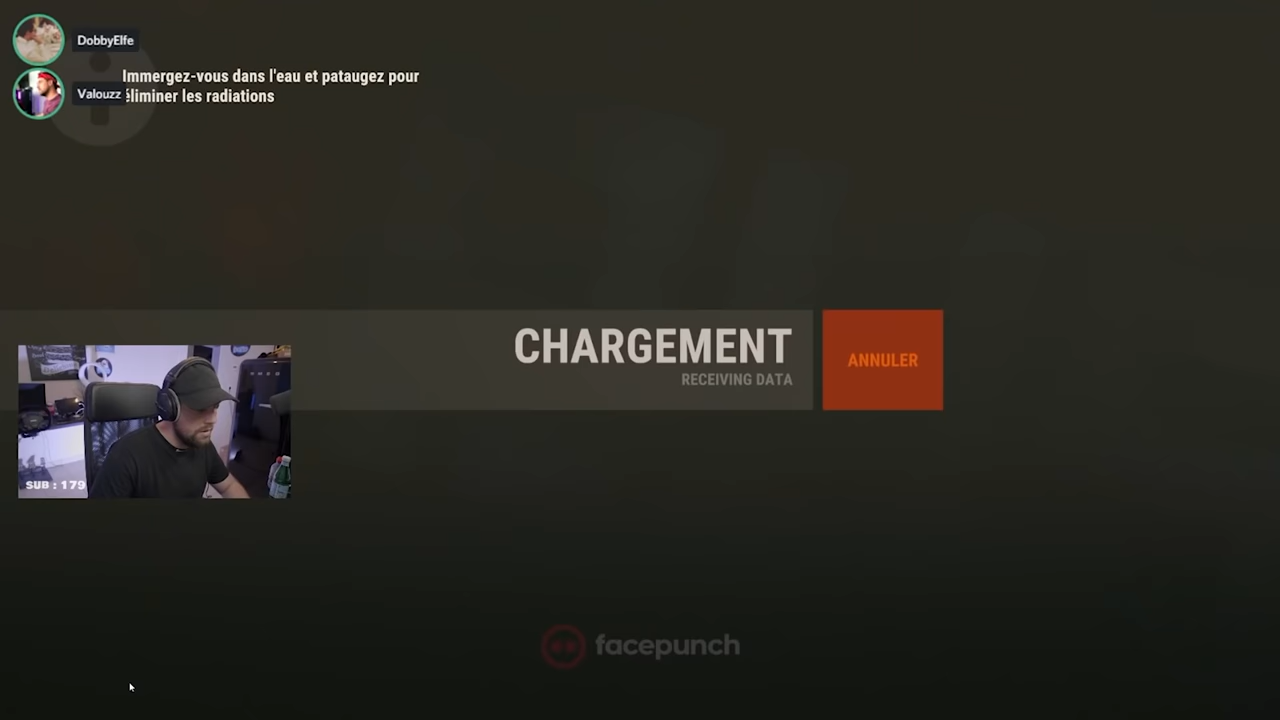 DobbyElfe
Immergez-vous dans l'eau et pataugez pour
Valouzz éliminer les radiations
CHARGEMENT
RECEIVING DATA
ANNULER
SUB : 179
facepunch